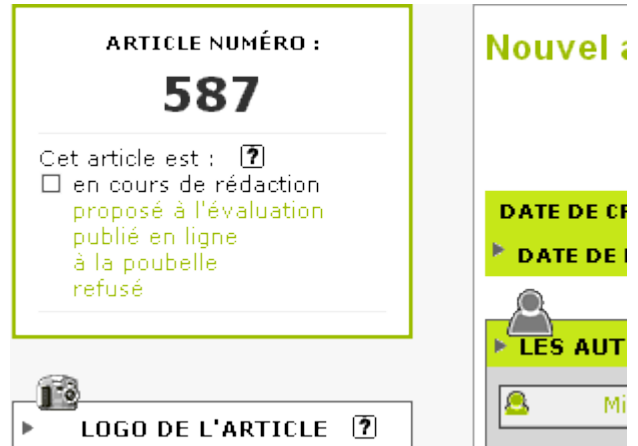 ARTICLE NUMÉRO :
587
Cet article est : ?
en cours de rédaction
proposé à l'évaluation
publié en ligne
à la poubelle
refusé
LOGO DE L'ARTICLE ?
Nouvel
DATE DE
DATE DE
LES